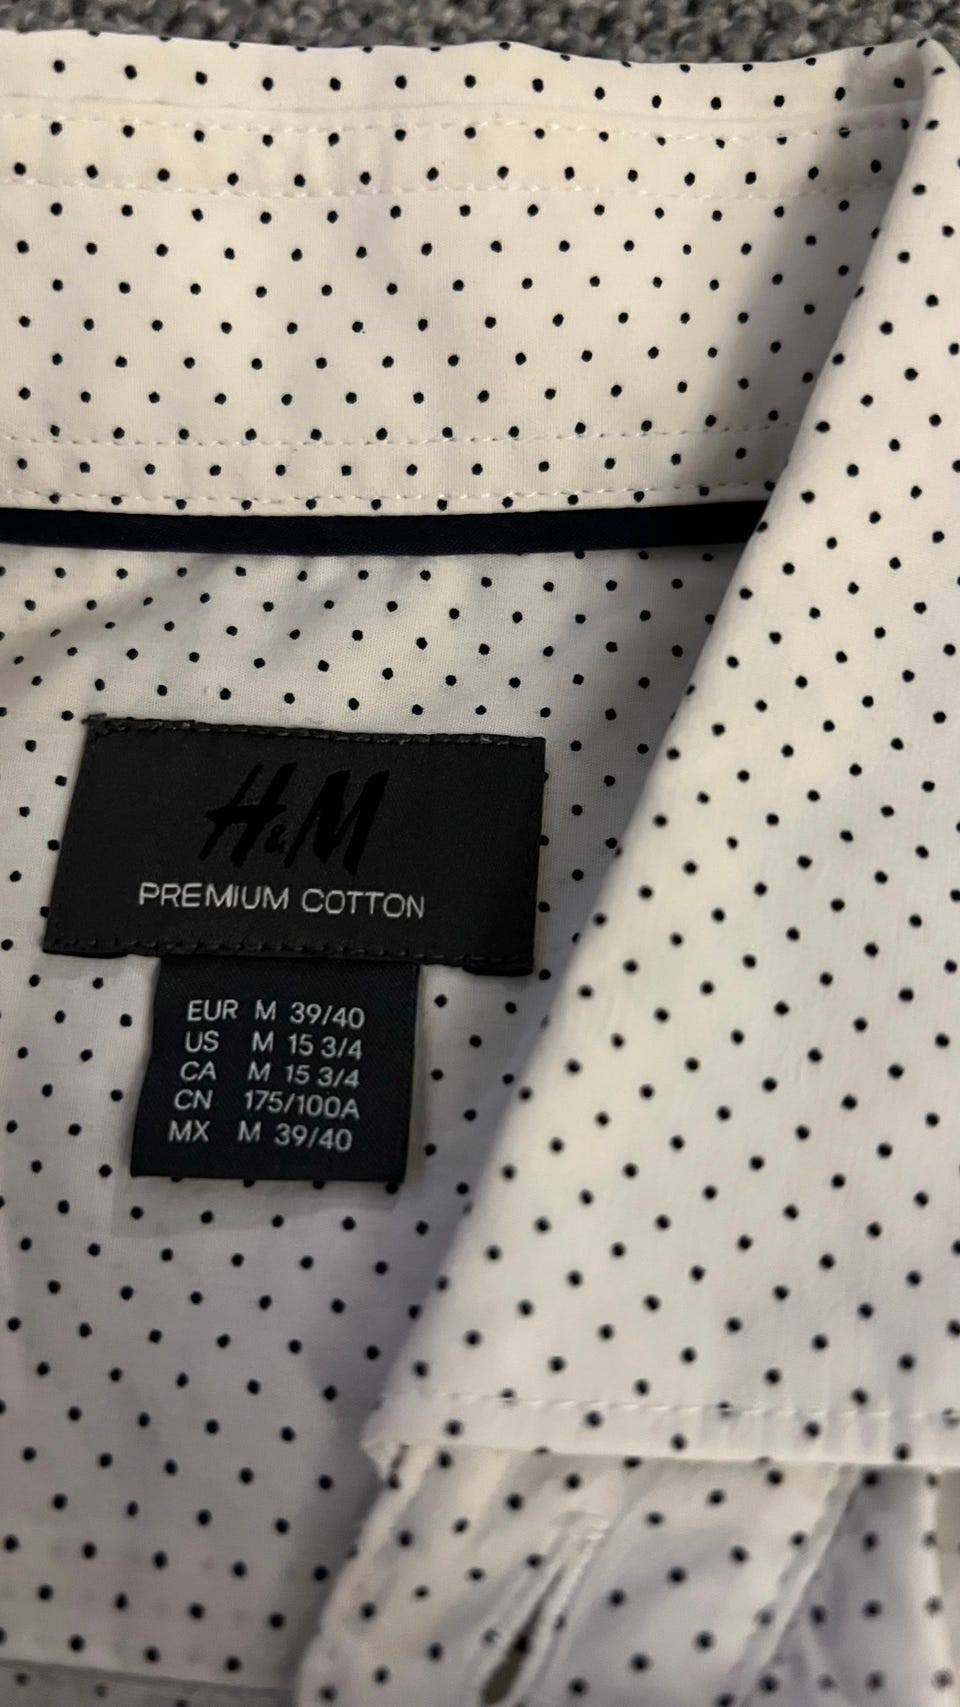 H&M
PREMIUM COTTON
EUR M 39/40
US M 15 3/4
CA M 15 3/4
CN 175/100A
MX M 39/40